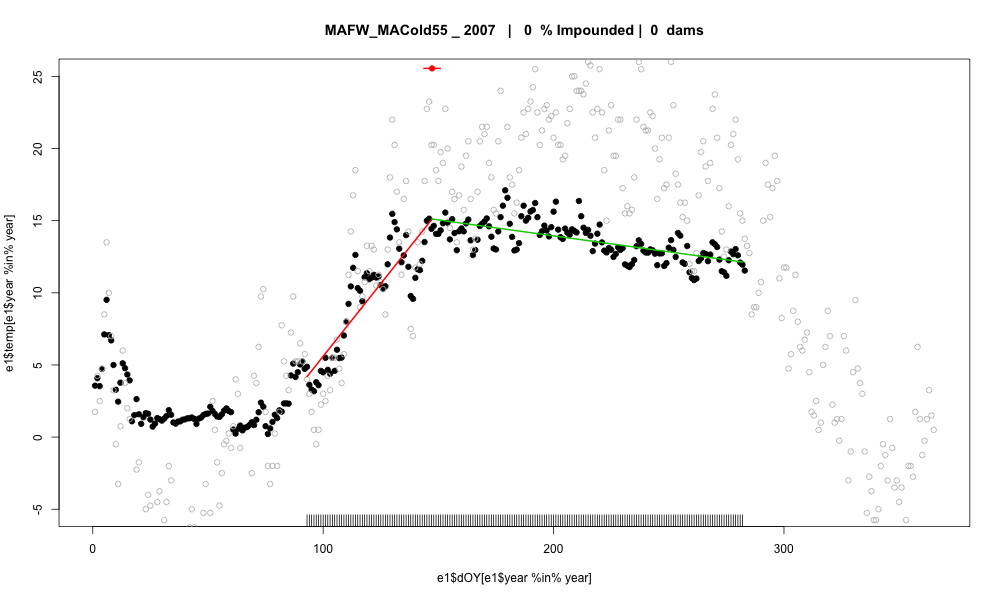 MAFW_MACold55 _ 2007 | 0 % Impounded | 0 dams
e1$temp[e1$year %in% year]
25
20
15
10
5
0
-5
0 100 200 300
e1$dOY[e1$year %in% year]